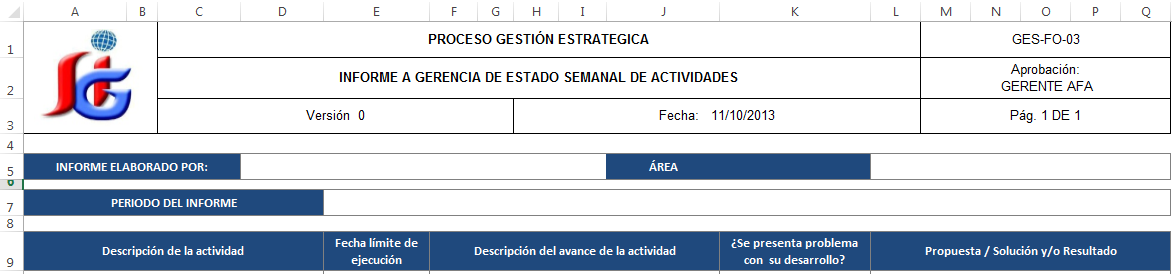 A B C D E F G H I J K L M N O P Q
1
PROCESO GESTIÓN ESTRATEGICA
GES-FO-03
2
INFORME A GERENCIA DE ESTADO SEMANAL DE ACTIVIDADES
Aprobación:
GERENTE AFA
3
Versión 0
Fecha: 11/10/2013
Pág. 1 DE 1
4
5
INFORME ELABORADO POR:
ÁREA
6
7
PERIODO DEL INFORME
8
9
Descripción de la actividad
Fecha límite de
ejecución
Descripción del avance de la actividad
¿Se presenta problema
con su desarrollo?
Propuesta / Solución y/o Resultado